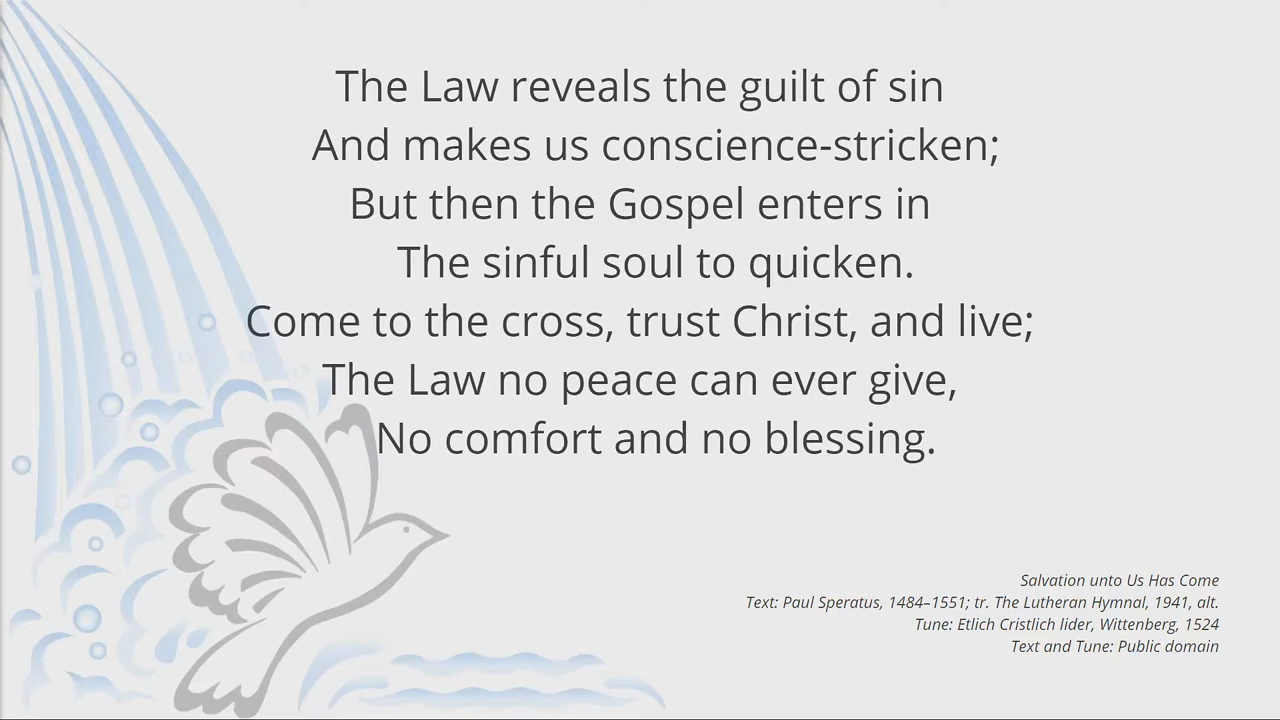 The Law reveals the guilt of sin
And makes us conscience-stricken;
But then the Gospel enters in
The sinful soul to quicken.
Come to the cross, trust Christ, and live;
The Law no peace can ever give,
No comfort and no blessing.
Salvation unto Us Has Come
Text: Paul Speratus, 1484–1551; tr. The Lutheran Hymnal, 1941, alt.
Tune: Etlich Cristlich lider, Wittenberg, 1524
Text and Tune: Public domain